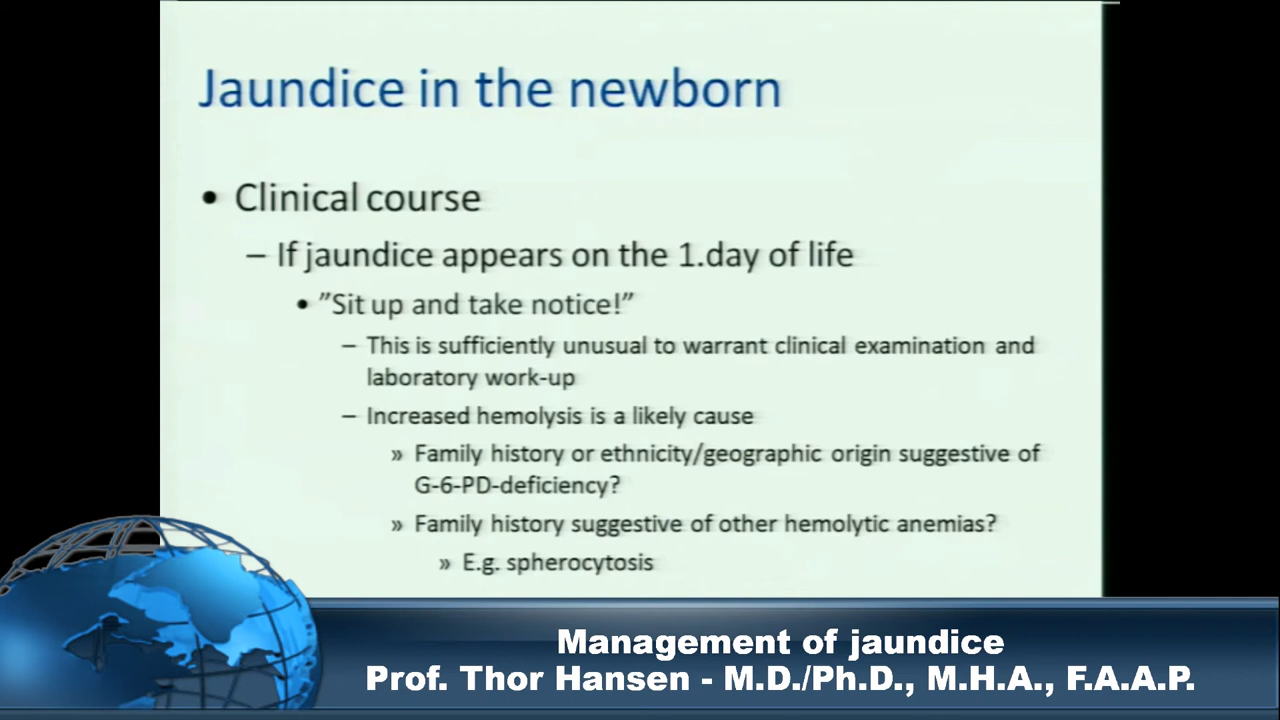 Jaundice in the newborn
• Clinical course
– If jaundice appears on the 1.day of life
• ”Sit up and take notice!”
– This is sufficiently unusual to warrant clinical examination and
laboratory work-up
– Increased hemolysis is a likely cause
» Family history or ethnicity/geographic origin suggestive of
G-6-PD-deficiency?
» Family history suggestive of other hemolytic anemias?
» E.g. spherocytosis
Management of jaundice
Prof. Thor Hansen - M.D./Ph.D., M.H.A., F.A.A.P.